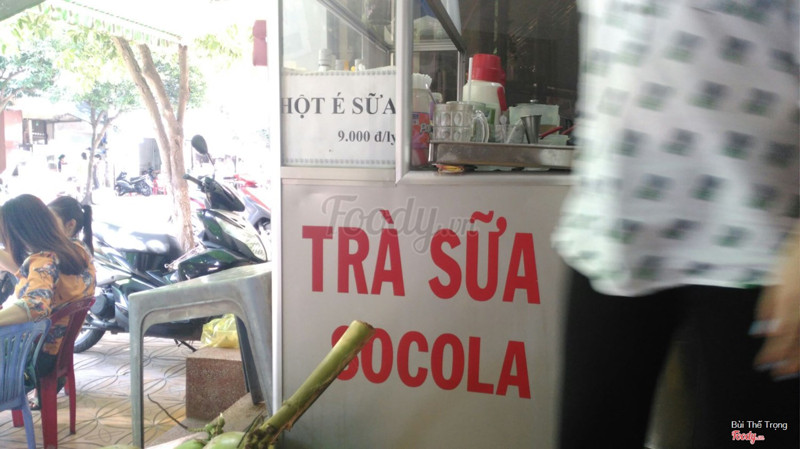 HỘT É SỮA
9.000 đ/ly
Foody.vn
TRÀ SỮA
SOCOLA
Bùi Thế Trọng
Foody.vn